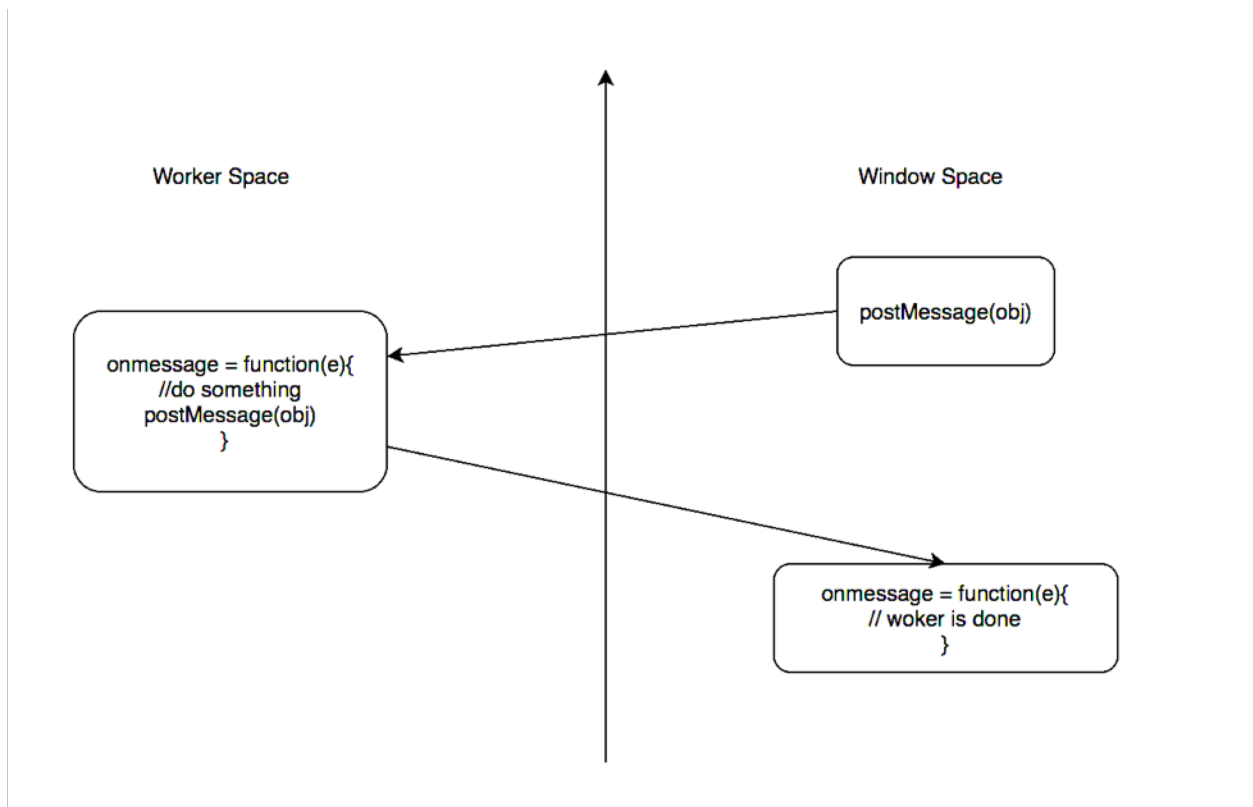 Worker Space
Window Space
postMessage(obj)
onmessage = function(e){
//do something
postMessage(obj)
}
onmessage = function(e){
// woker is done
}